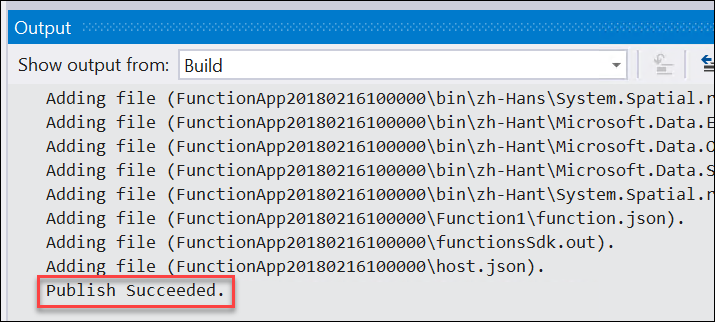 Output
Show output from: Build
Adding file (FunctionApp20180216100000\bin\zh-Hans\System.Spatial.r
Adding file (FunctionApp20180216100000\bin\zh-Hant\Microsoft.Data.E
Adding file (FunctionApp20180216100000\bin\zh-Hant\Microsoft.Data.O
Adding file (FunctionApp20180216100000\bin\zh-Hant\Microsoft.Data.S
Adding file (FunctionApp20180216100000\bin\zh-Hant\System.Spatial.r
Adding file (FunctionApp20180216100000\Function1\function.json).
Adding file (FunctionApp20180216100000\functionsSdk.out).
Adding file (FunctionApp20180216100000\host.json).
Publish Succeeded.